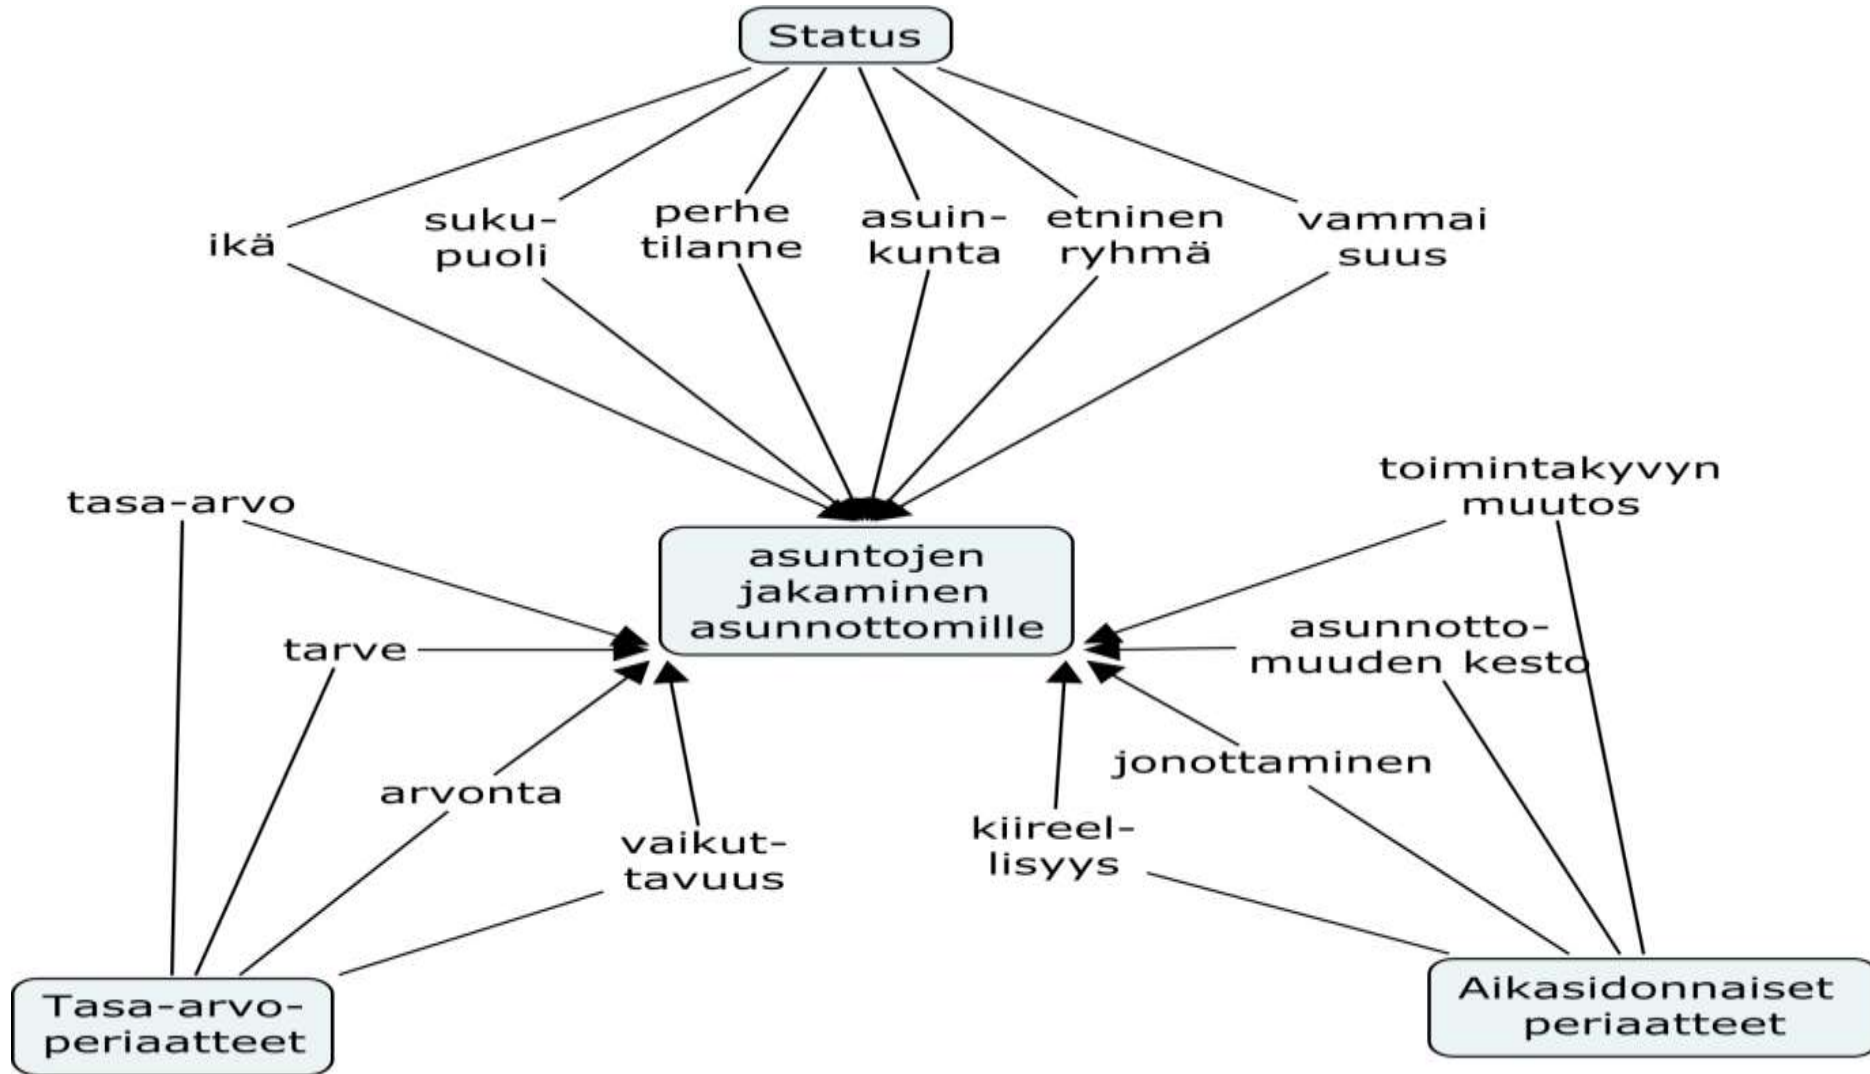 Status
ikä
suku-
puoli
perhe
tilanne
asuin-
kunta
etninen
ryhmä
vammai
suus
tasa-arvo
tarve
arvonta
vaikut-
tavuus
asuntojen
jakaminen
asunnottomille
toimintakyvyn
muutos
asunnotto-
muuden kesto
jonottaminen
kiireel-
lisyys
Tasa-arvo-
periaatteet
Aikasidonnaiset
periaatteet